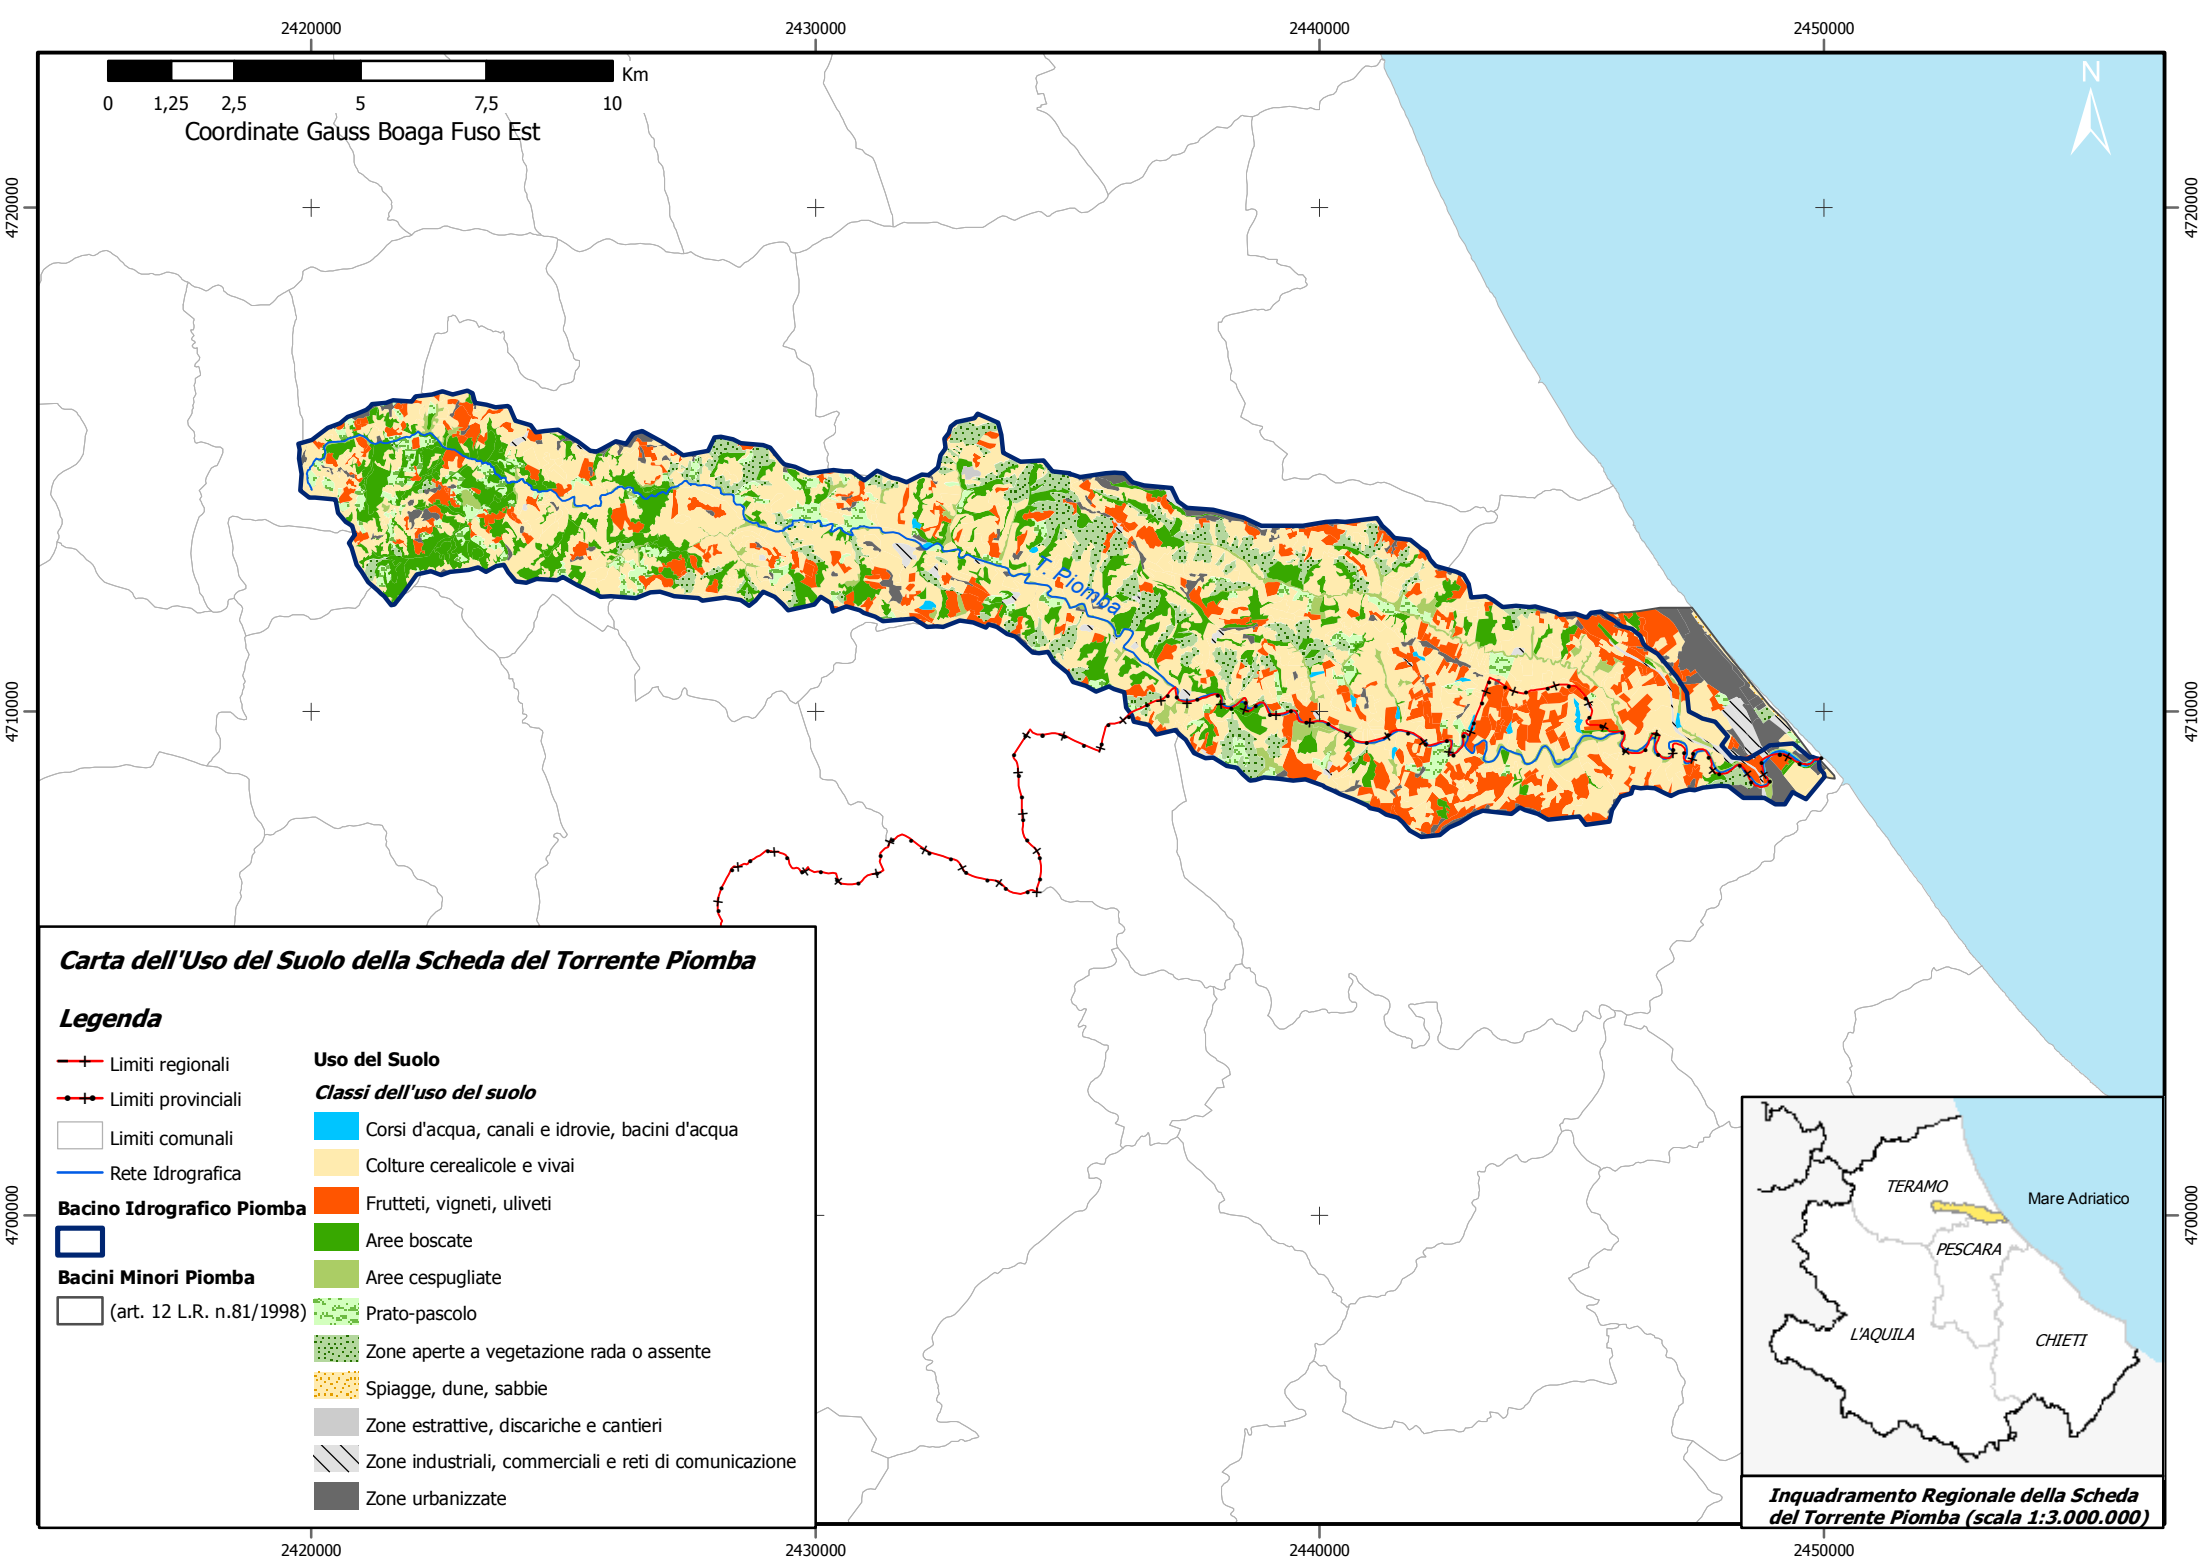 2420000 2430000 2440000 2450000
Km
0 1,25 2,5 5 7,5 10
Coordinate Gauss Boaga Fuso Est
N
4720000 4720000
T. Piomba
4710000 4710000
Carta dell'Uso del Suolo della Scheda del Torrente Piomba
Legenda
Limiti regionali
Limiti provinciali
Limiti comunali
Rete Idrografica
Bacino Idrografico Piomba
Bacini Minori Piomba
(art. 12 L.R. n.81/1998)
Uso del Suolo
Classi dell'uso del suolo
Corsi d'acqua, canali e idrovie, bacini d'acqua
Colture cerealicole e vivai
Frutteti, vigneti, uliveti
Aree boscate
Aree cespugliate
Prato-pascolo
Zone aperte a vegetazione rada o assente
Spiagge, dune, sabbie
Zone estrattive, discariche e cantieri
Zone industriali, commerciali e reti di comunicazione
Zone urbanizzate
4700000 4700000
TERAMO
Mare Adriatico
PESCARA
L'AQUILA
CHIETI
Inquadramento Regionale della Scheda
del Torrente Piomba (scala 1:3.000.000)
2420000 2430000 2440000 2450000